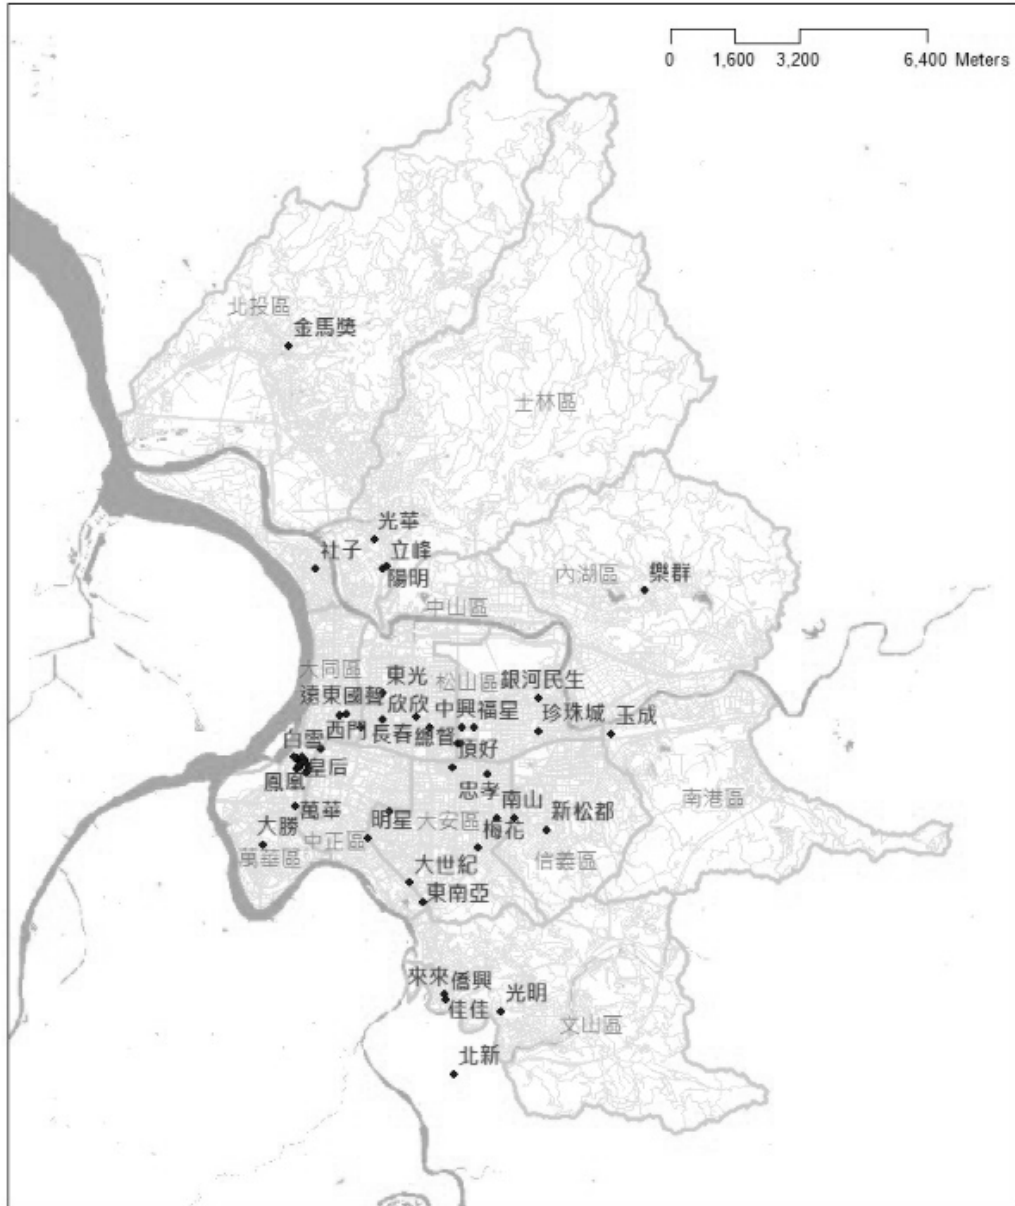 0 1,600 3,200 6,400 Meters
北投區
金馬獎
士林區
光華
社子
立峰
陽明
內湖區
樂群
中山區
大同區
東光
松山區
銀河民生
遠東國聲
欣欣
中興福星
珍珠城
玉成
白雪
西門
長春
總督
頂好
皇后
鳳凰
忠孝
南港區
萬華
明星
大安區
南山
新松都
大勝
中正區
梅花
萬華區
信義區
大世紀
東南亞
來來
僑興
佳佳
光明
文山區
北新